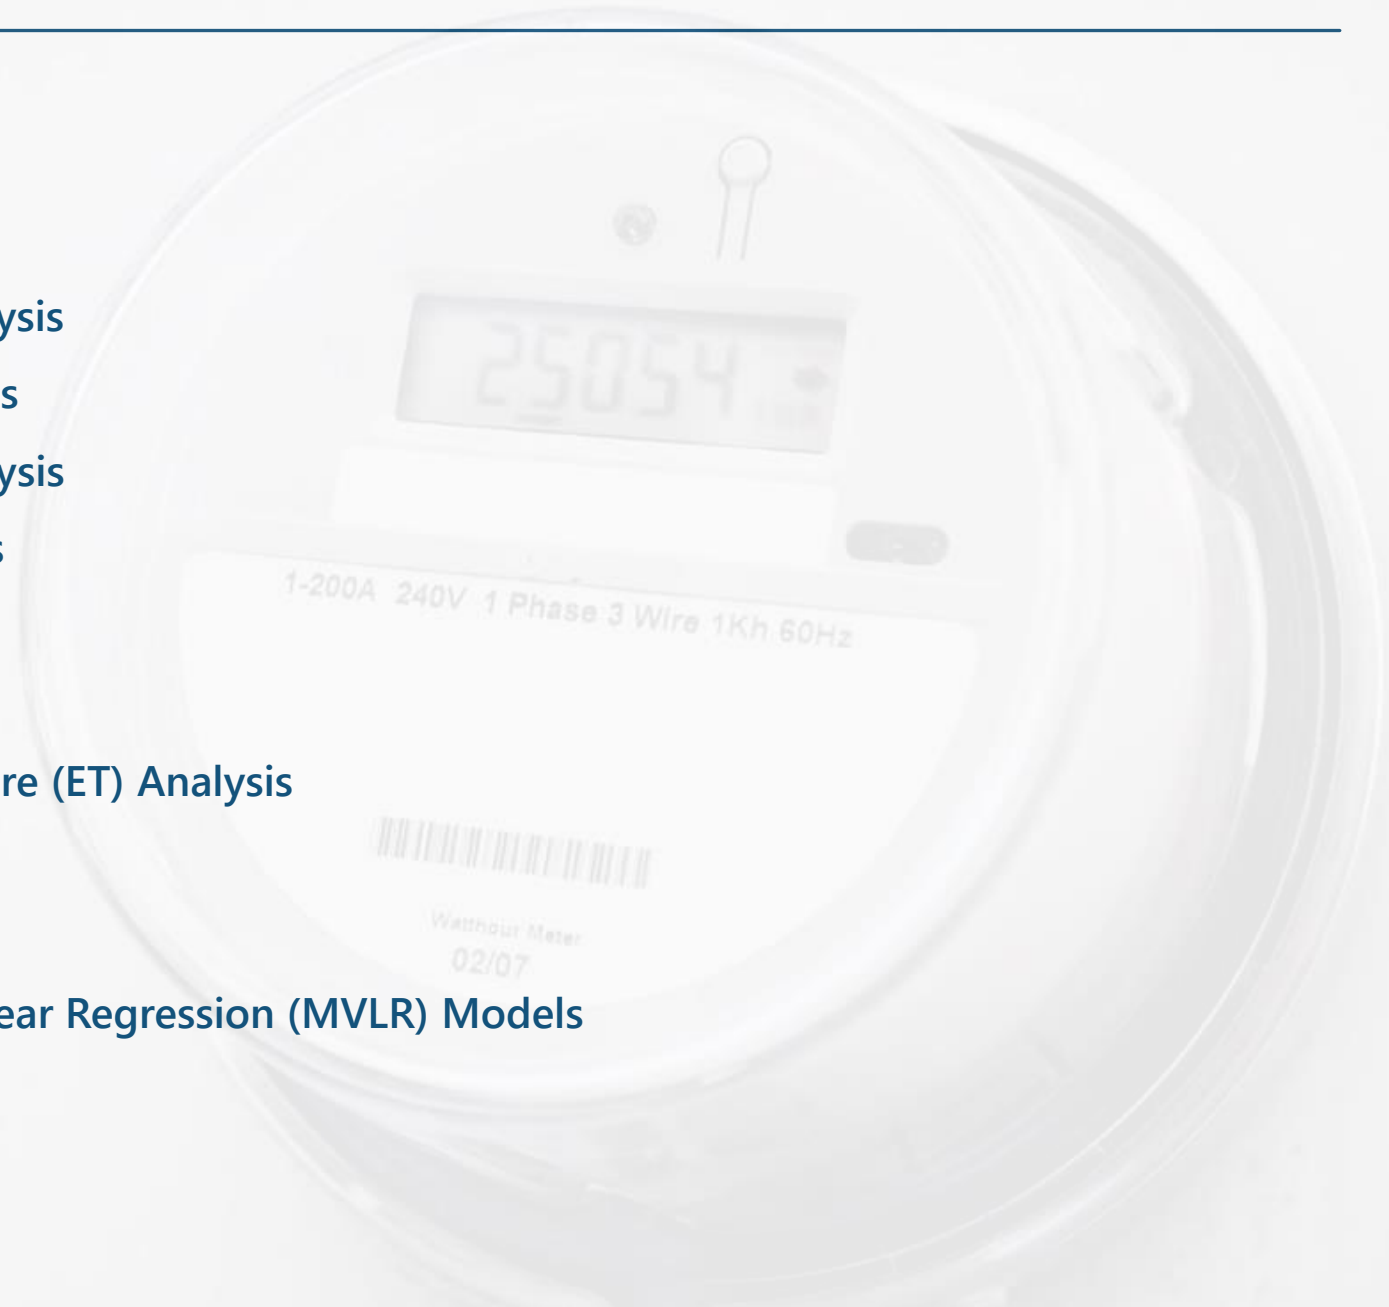 ysis
s
ysis
s
re (ET) Analysis
ear Regression (MVLR) Models
25054
1-200A 240V 1 Phase 3 Wire 1Kh 60Hz
Watthour Meter
02/07